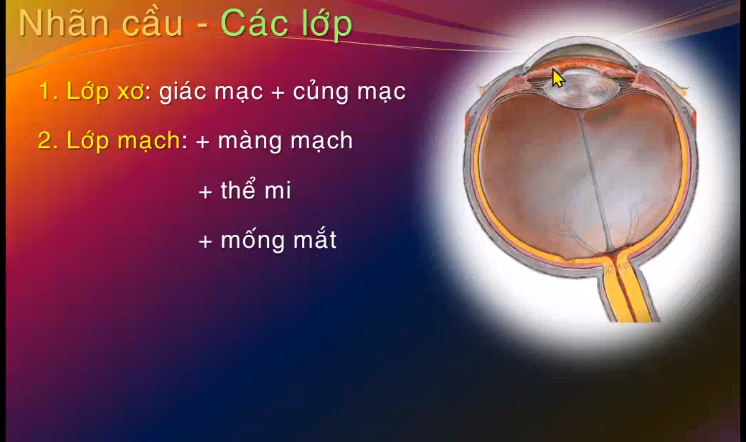 Nhãn cầu - Các lớp
1. Lớp xơ: giác mạc + củng mạc
2. Lớp mạch: + màng mạch
+ thể mi
+ mống mắt